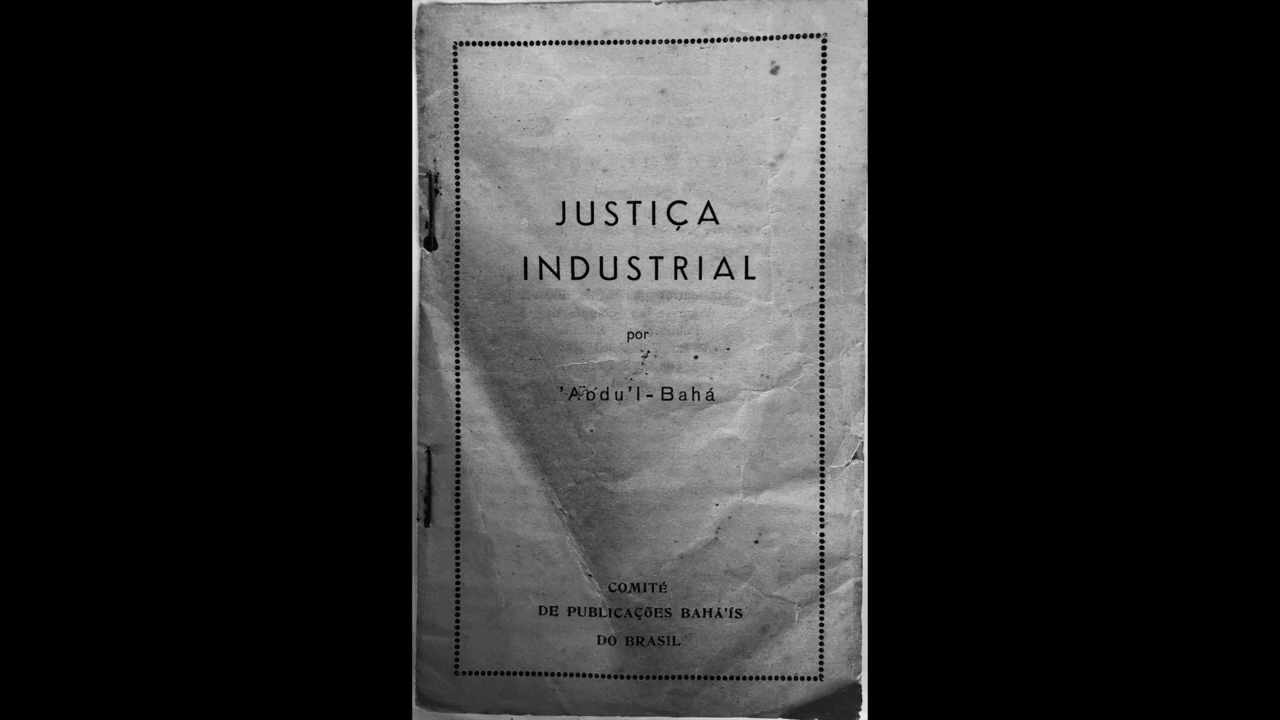 JUSTIÇA
INDUSTRIAL
por
'Abdu'l-Bahá
COMITÉ
DE PUBLICAÇÕES BAHÁ'ÍS
DO BRASIL